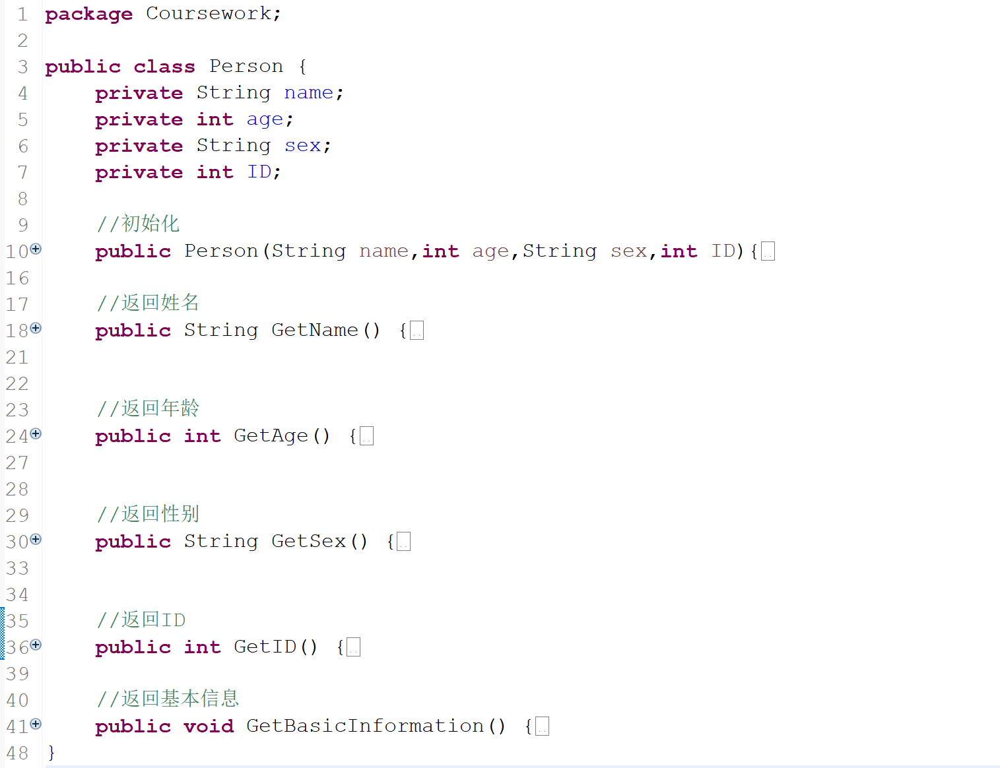 1 package Coursework;
2
3 public class Person {
4 private String name;
5 private int age;
6 private String sex;
7 private int ID;
8
9 //初始化
10 public Person(String name,int age,String sex,int ID){..
16
17 //返回姓名
18 public String GetName() {..
21
22
23 //返回年龄
24 public int GetAge() {..
27
28
29 //返回性别
30 public String GetSex() {..
33
34
35 //返回ID
36 public int GetID() {..
39
40 //返回基本信息
41 public void GetBasicInformation() {..
48 }